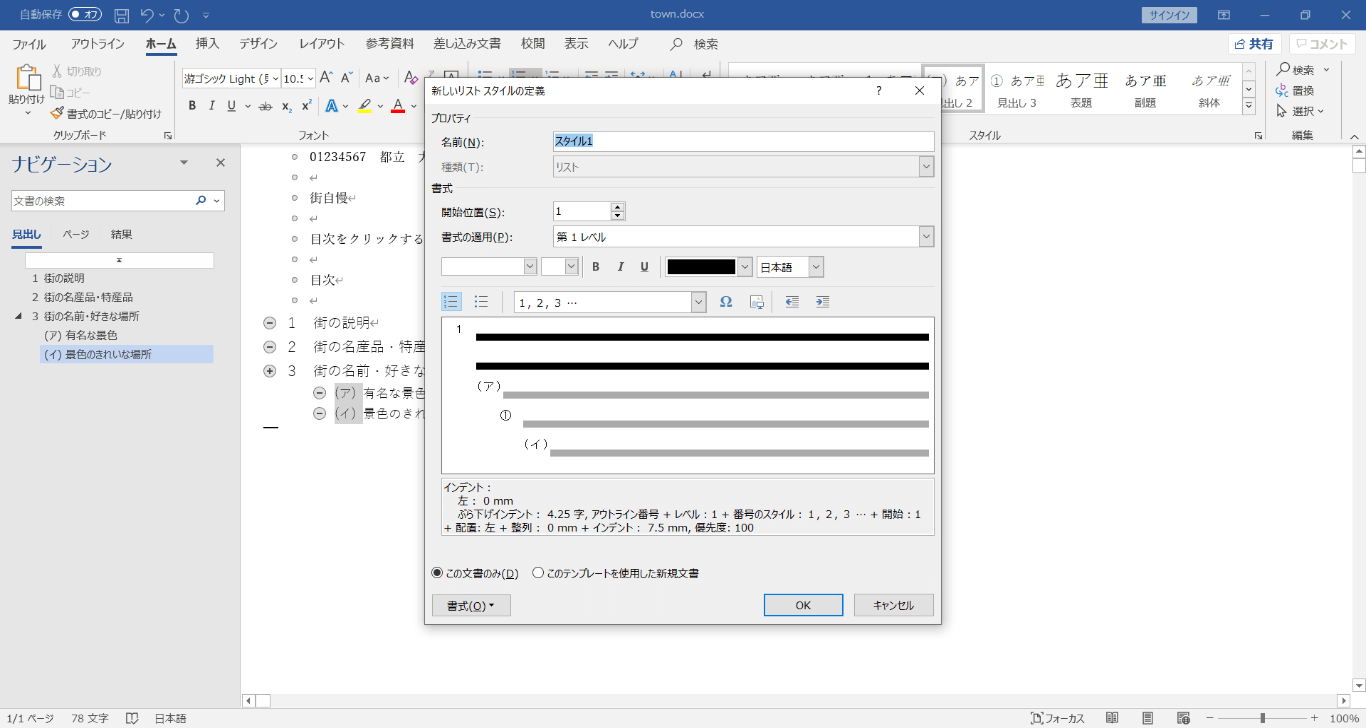 自動保存 オフ town.docx サインイン
ファイル アウトライン ホーム 挿入 デザイン レイアウト 参考資料 差し込み文書 校閲 表示 ヘルプ 検索 共有 コメント
貼り付け
切り取り
コピー
書式のコピー/貼り付け
クリップボード
游ゴシック Light (見 10.5
A A Aa
B I U ab x₂ x² A A
フォント
見出し 3
あア亜
表題
あア亜
副題
あア亜
斜体
スタイル
検索
置換
選択
編集
ナビゲーション
文書の検索
見出し ページ 結果
1 街の説明
2 街の名産品・特産品
3 街の名前・好きな場所
(ア) 有名な景色
(イ) 景色のきれいな場所
01234567 都立
街自慢
目次をクリックする
目次
1 街の説明
2 街の名産品・特産
3 街の名前・好きな
(ア) 有名な景色
(イ) 景色のきれ
新しいリスト スタイルの定義 ?
プロパティ
名前(N): スタイル1
種類(T): リスト
書式
開始位置(S): 1
書式の適用(P): 第 1 レベル
B I U 日本語
1, 2, 3 … Ω
1
(ア)
①
(イ)
インデント :
左 : 0 mm
ぶら下げインデント : 4.25 字, アウトライン番号 + レベル : 1 + 番号のスタイル : 1, 2, 3 … + 開始 : 1
+ 配置: 左 + 整列 : 0 mm + インデント : 7.5 mm, 優先度: 100
この文書のみ(D) このテンプレートを使用した新規文書
書式(O) OK キャンセル
1/1 ページ 78 文字 日本語 フォーカス 100%